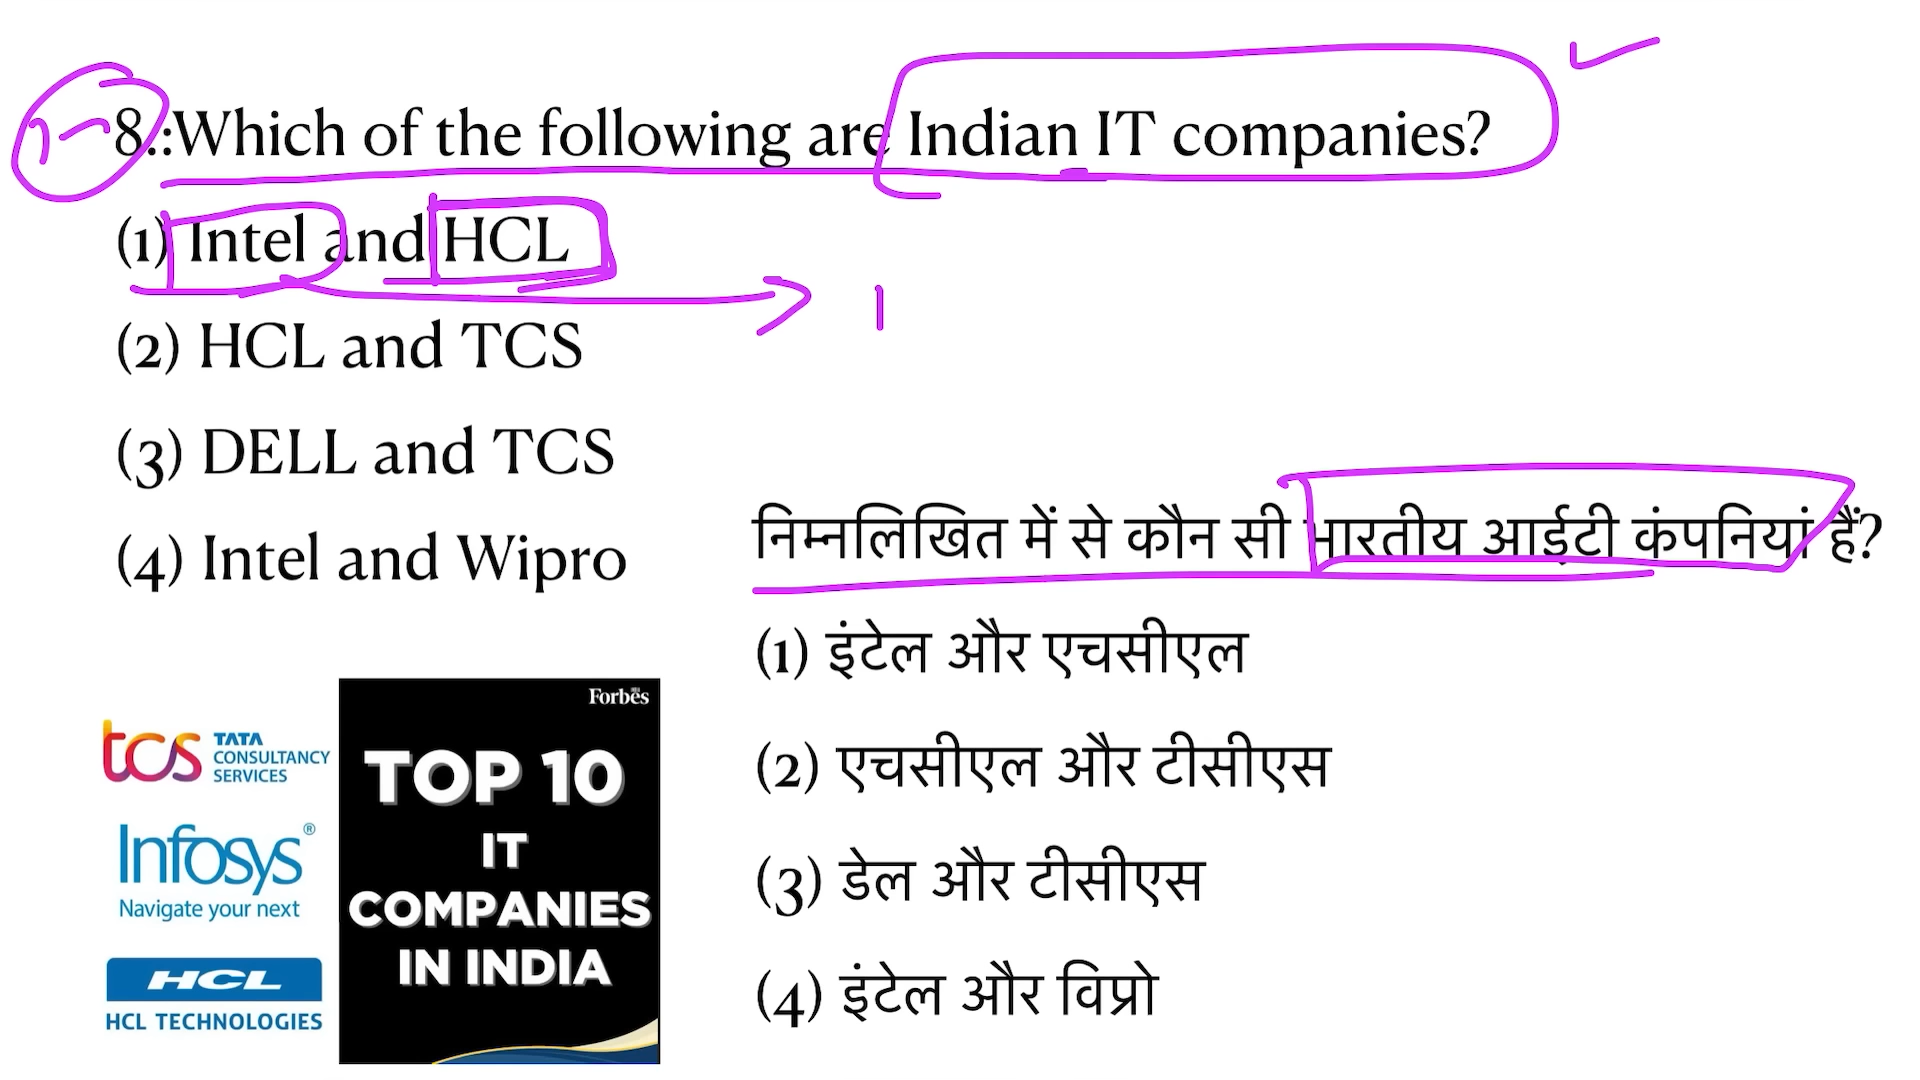 8.:Which of the following are Indian IT companies?
(1) Intel and HCL
(2) HCL and TCS
(3) DELL and TCS
(4) Intel and Wipro
निम्नलिखित में से कौन सी भारतीय आईटी कंपनियां हैं?
(1) इंटेल और एचसीएल
(2) एचसीएल और टीसीएस
(3) डेल और टीसीएस
(4) इंटेल और विप्रो
tcs TATA
CONSULTANCY
SERVICES
Infosys®
Navigate your next
HCL
HCL TECHNOLOGIES
Forbes
TOP 10
IT
COMPANIES
IN INDIA